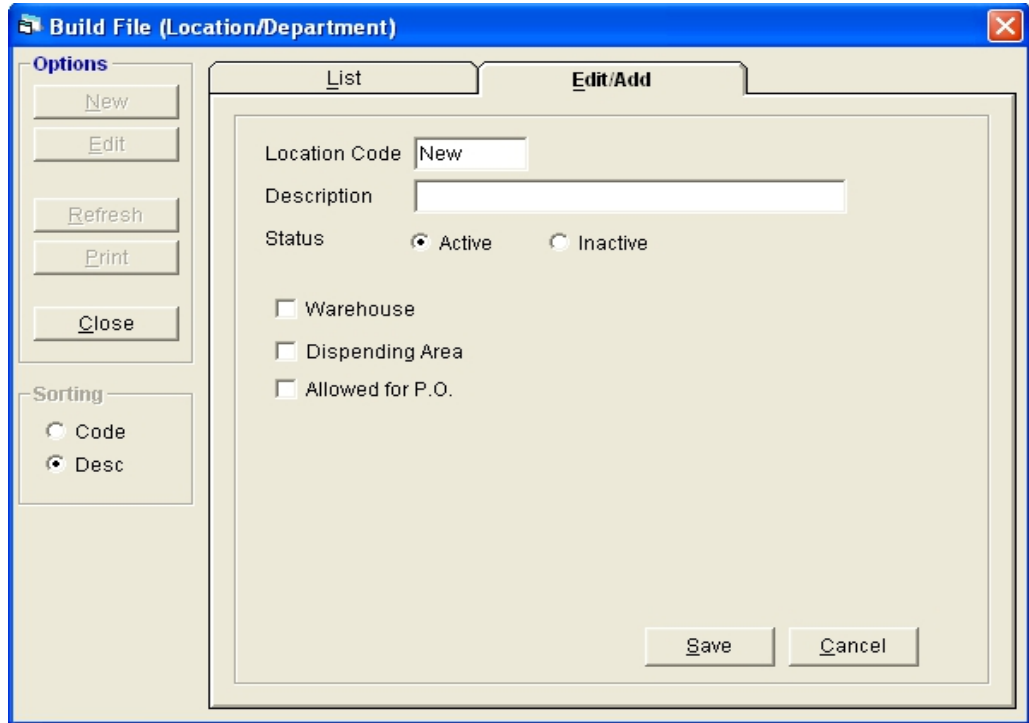 Build File (Location/Department)
Options
New
Edit
Refresh
Print
Close
Sorting
Code
Desc
List
Edit/Add
Location Code New
Description
Status Active Inactive
Warehouse
Dispending Area
Allowed for P.O.
Save Cancel